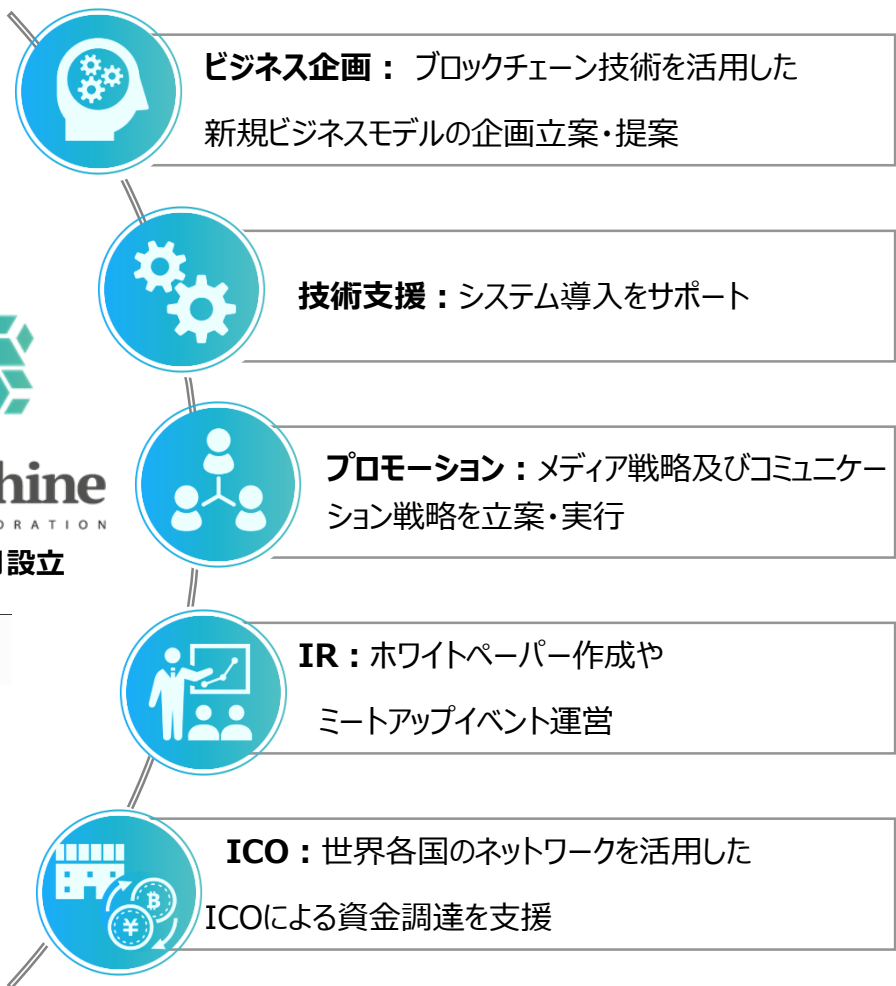 ビジネス企画： ブロックチェーン技術を活用した
新規ビジネスモデルの企画立案・提案
技術支援：システム導入をサポート
プロモーション：メディア戦略及びコミュニケー
ション戦略を立案・実行
hine
ORATION
設立
IR：ホワイトペーパー作成や
ミートアップイベント運営
ICO：世界各国のネットワークを活用した
ICOによる資金調達を支援